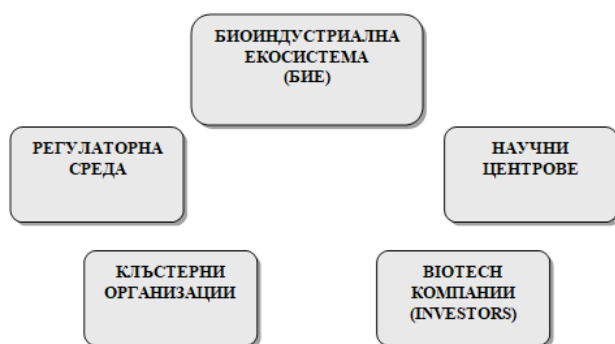 БИОИНДУСТРИАЛНА
ЕКОСИСТЕМА
(БИЕ)
РЕГУЛАТОРНА
СРЕДА
НАУЧНИ
ЦЕНТРОВЕ
КЛЪСТЕРНИ
ОРГАНИЗАЦИИ
BIOTECH
КОМПАНИИ
(INVESTORS)